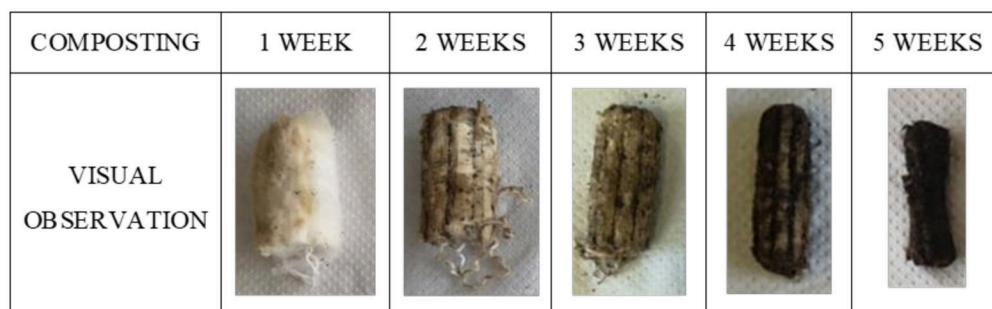 COMPOSTING
1 WEEK
2 WEEKS
3 WEEKS
4 WEEKS
5 WEEKS
VISUAL
OBSERVATION